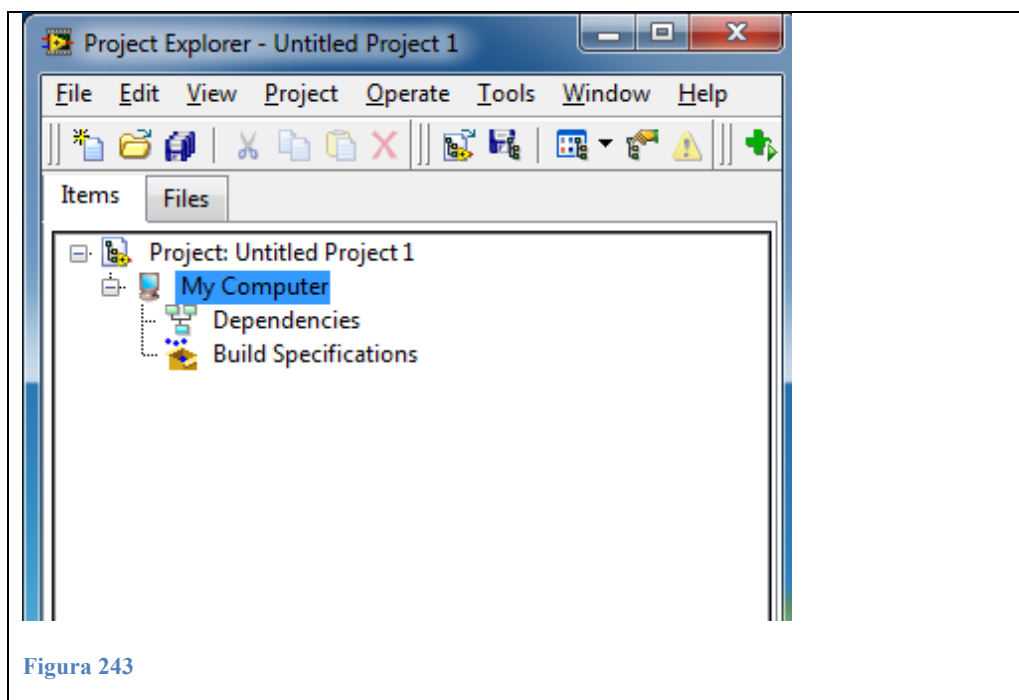 Project Explorer - Untitled Project 1
File Edit View Project Operate Tools Window Help
Items Files
Project: Untitled Project 1
My Computer
Dependencies
Build Specifications
Figura 243